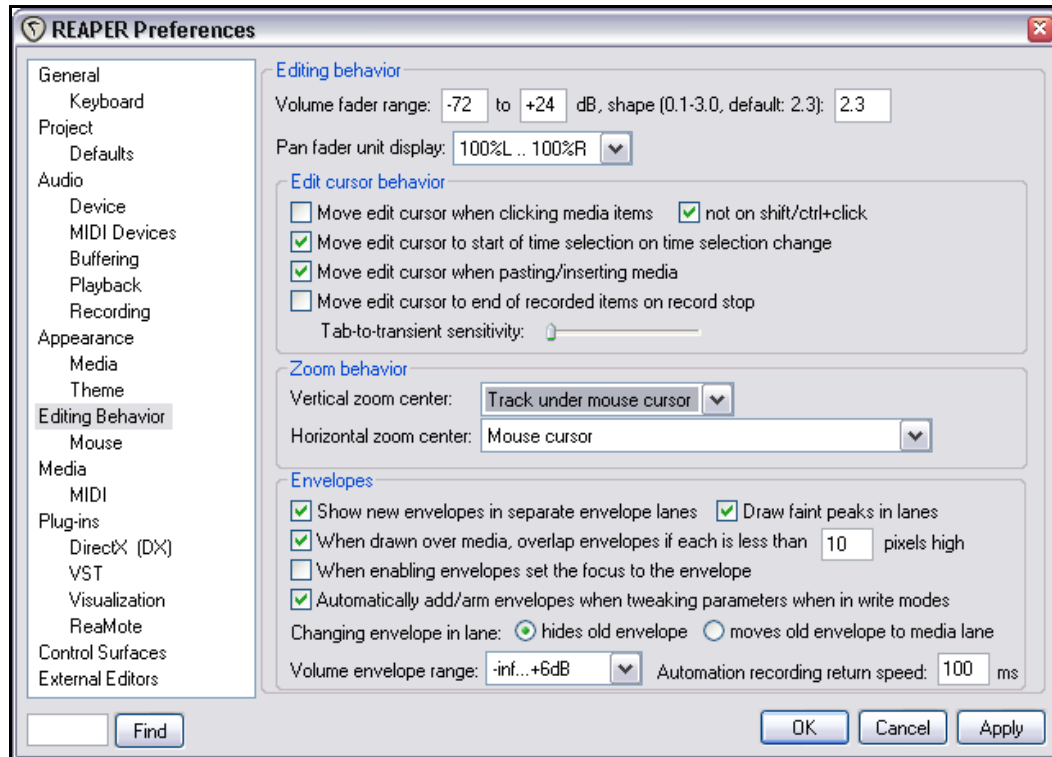 REAPER Preferences
General
Keyboard
Project
Defaults
Audio
Device
MIDI Devices
Buffering
Playback
Recording
Appearance
Media
Theme
Editing Behavior
Mouse
Media
MIDI
Plug-ins
DirectX (DX)
VST
Visualization
ReaMote
Control Surfaces
External Editors
Find
Editing behavior
Volume fader range: -72 to +24 dB, shape (0.1-3.0, default: 2.3): 2.3
Pan fader unit display: 100%L .. 100%R
Edit cursor behavior
Move edit cursor when clicking media items not on shift/ctrl+click
Move edit cursor to start of time selection on time selection change
Move edit cursor when pasting/inserting media
Move edit cursor to end of recorded items on record stop
Tab-to-transient sensitivity:
Zoom behavior
Vertical zoom center: Track under mouse cursor
Horizontal zoom center: Mouse cursor
Envelopes
Show new envelopes in separate envelope lanes Draw faint peaks in lanes
When drawn over media, overlap envelopes if each is less than 10 pixels high
When enabling envelopes set the focus to the envelope
Automatically add/arm envelopes when tweaking parameters when in write modes
Changing envelope in lane: hides old envelope moves old envelope to media lane
Volume envelope range: -inf...+6dB Automation recording return speed: 100 ms
OK Cancel Apply